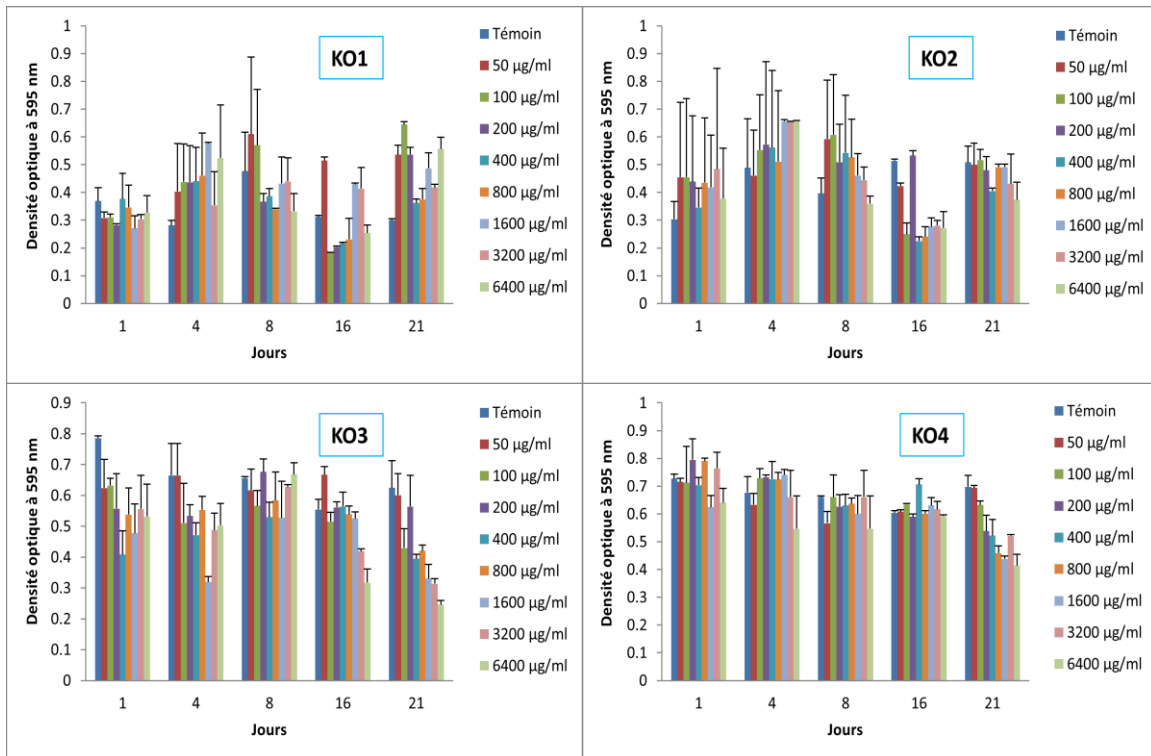 KO1
Densité optique à 595 nm
1
0.9
0.8
0.7
0.6
0.5
0.4
0.3
0.2
0.1
0
1 4 8 16 21
Jours
Témoin
50 µg/ml
100 µg/ml
200 µg/ml
400 µg/ml
800 µg/ml
1600 µg/ml
3200 µg/ml
6400 µg/ml
KO2
Densité optique à 595 nm
1
0.9
0.8
0.7
0.6
0.5
0.4
0.3
0.2
0.1
0
1 4 8 16 21
Jours
Témoin
50 µg/ml
100 µg/ml
200 µg/ml
400 µg/ml
800 µg/ml
1600 µg/ml
3200 µg/ml
6400 µg/ml
KO3
Densité optique à 595 nm
0.9
0.8
0.7
0.6
0.5
0.4
0.3
0.2
0.1
0
1 4 8 16 21
Jours
Témoin
50 µg/ml
100 µg/ml
200 µg/ml
400 µg/ml
800 µg/ml
1600 µg/ml
3200 µg/ml
6400 µg/ml
KO4
Densité optique à 595 nm
1
0.9
0.8
0.7
0.6
0.5
0.4
0.3
0.2
0.1
0
1 4 8 16 21
Jours
Témoin
50 µg/ml
100 µg/ml
200 µg/ml
400 µg/ml
800 µg/ml
1600 µg/ml
3200 µg/ml
6400 µg/ml